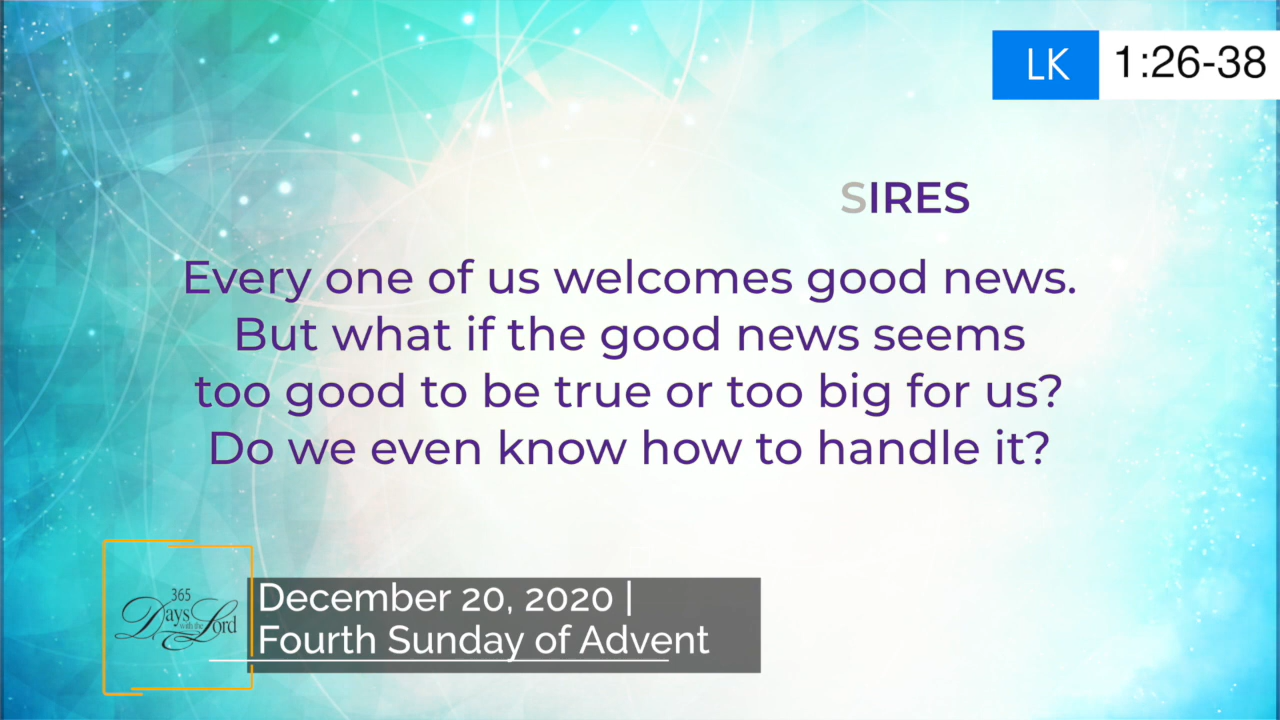 LK 1:26-38
SIRES
Every one of us welcomes good news.
But what if the good news seems
too good to be true or too big for us?
Do we even know how to handle it?
365
Days with the Lord
December 20, 2020 |
Fourth Sunday of Advent